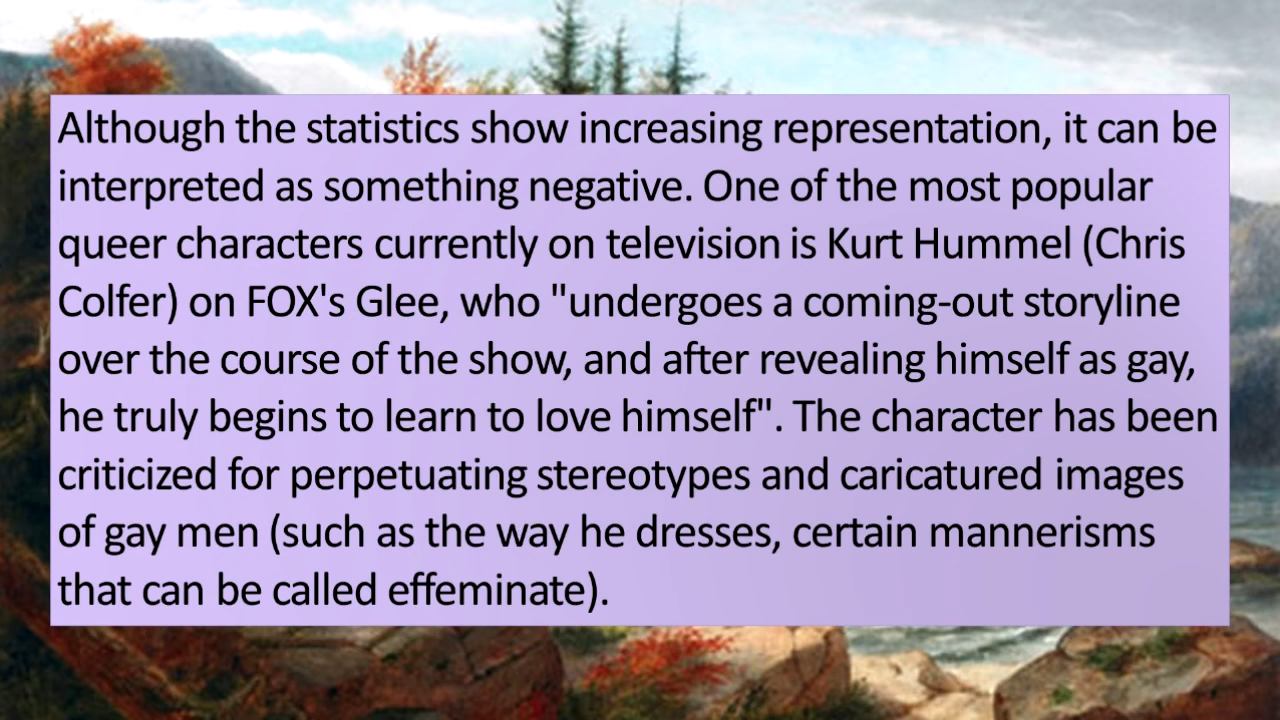 Although the statistics show increasing representation, it can be
interpreted as something negative. One of the most popular
queer characters currently on television is Kurt Hummel (Chris
Colfer) on FOX's Glee, who "undergoes a coming-out storyline
over the course of the show, and after revealing himself as gay,
he truly begins to learn to love himself". The character has been
criticized for perpetuating stereotypes and caricatured images
of gay men (such as the way he dresses, certain mannerisms
that can be called effeminate).